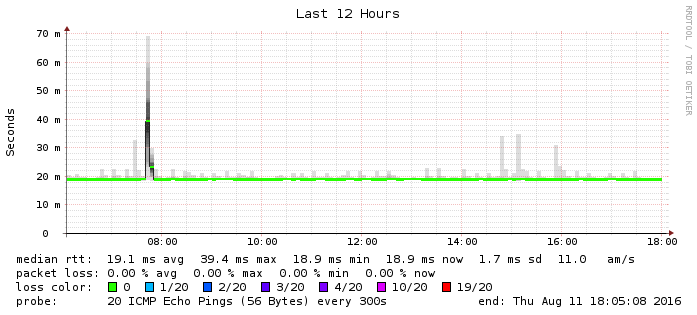 Last 12 Hours
RRDTOOL / TOBI OETIKER
Seconds
70 m
60 m
50 m
40 m
30 m
20 m
10 m
0
08:00 10:00 12:00 14:00 16:00 18:00
median rtt: 19.1 ms avg 39.4 ms max 18.9 ms min 18.9 ms now 1.7 ms sd 11.0 am/s
packet loss: 0.00 % avg 0.00 % max 0.00 % min 0.00 % now
loss color: 0 1/20 2/20 3/20 4/20 10/20 19/20
probe: 20 ICMP Echo Pings (56 Bytes) every 300s end: Thu Aug 11 18:05:08 2016